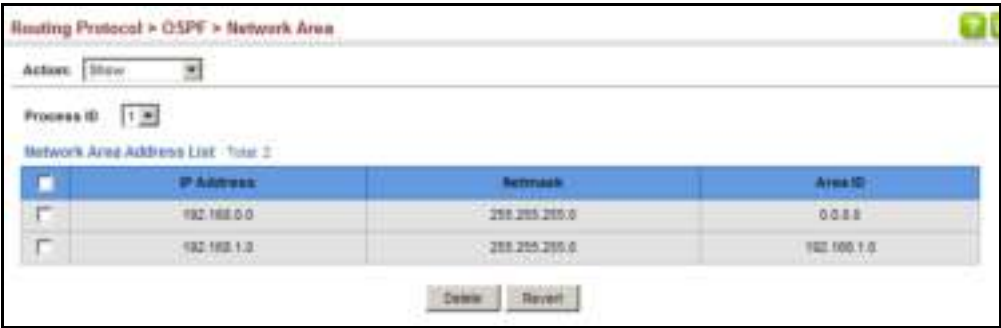 Routing Protocol > OSPF > Network Area
Action: Show
Process ID 1
Network Area Address List Total: 2
IP Address Netmask Area ID
192.168.0.0 255.255.255.0 0.0.0.0
192.168.1.0 255.255.255.0 192.168.1.0
Delete Revert